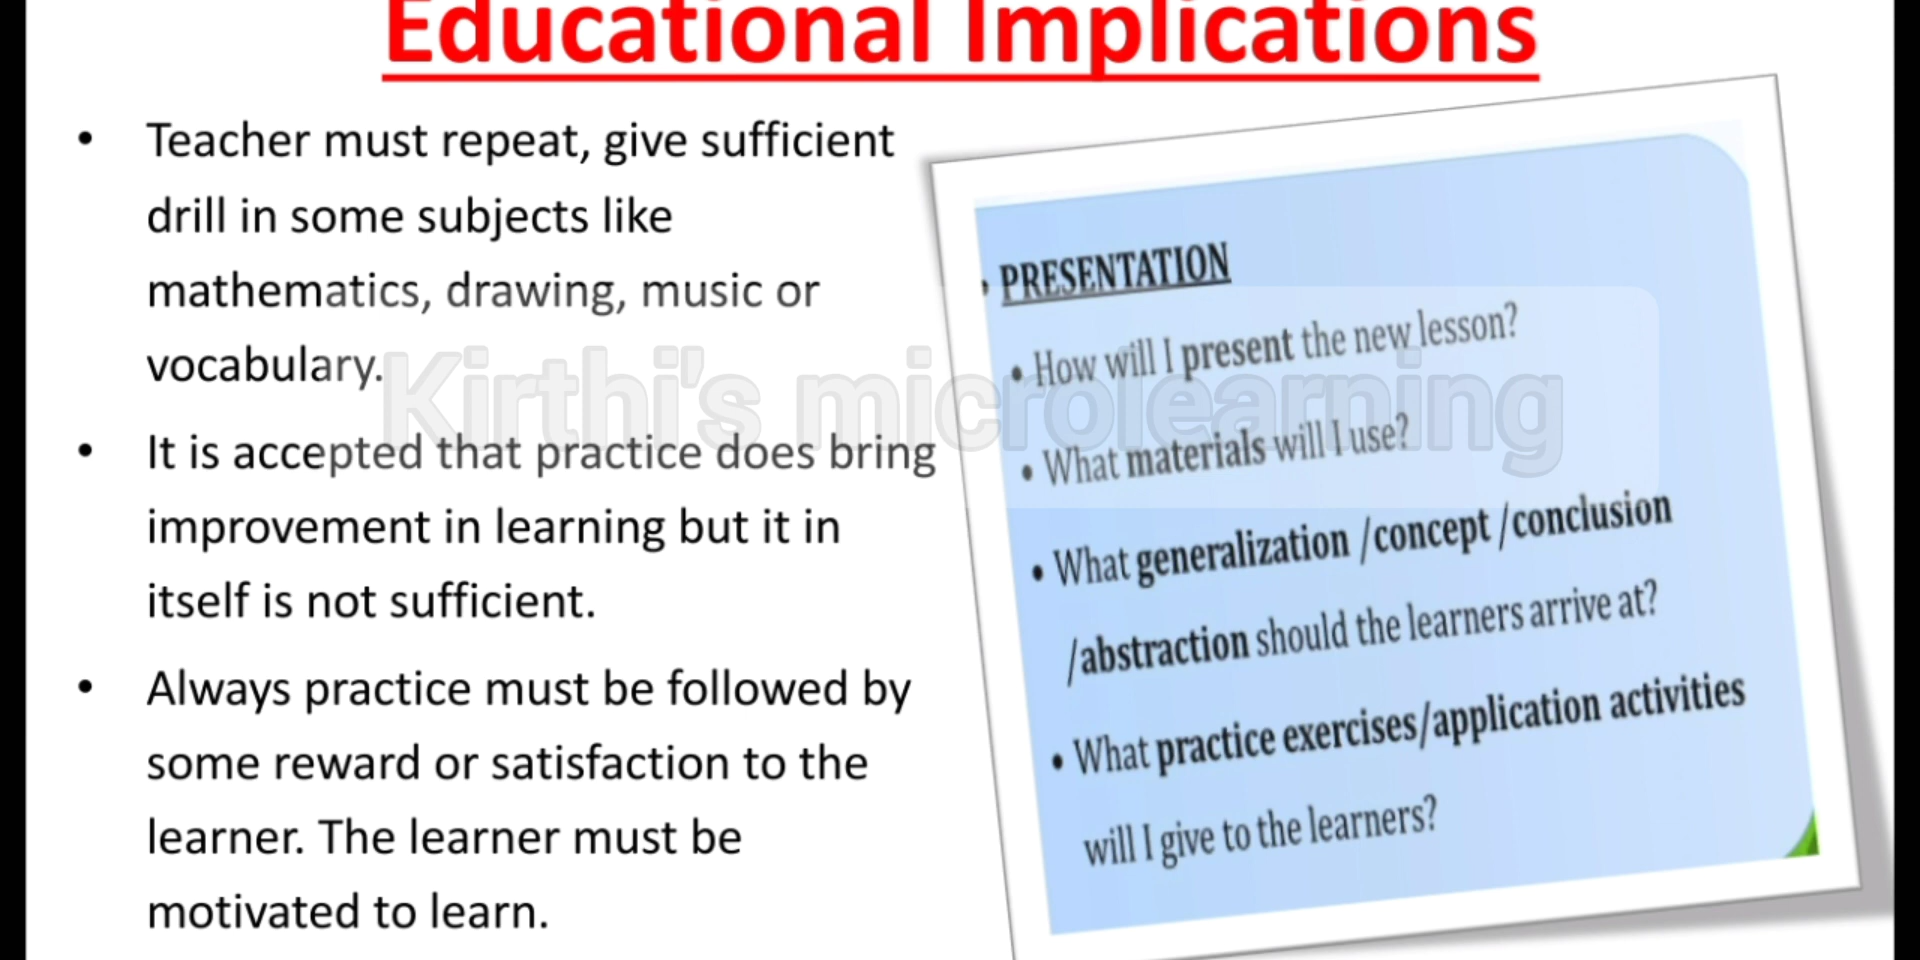 Educational Implications
• Teacher must repeat, give sufficient
drill in some subjects like
mathematics, drawing, music or
vocabulary.
• It is accepted that practice does bring
improvement in learning but it in
itself is not sufficient.
• Always practice must be followed by
some reward or satisfaction to the
learner. The learner must be
motivated to learn.
• PRESENTATION
• How will I present the new lesson?
• What materials will I use?
• What generalization /concept /conclusion
/abstraction should the learners arrive at?
• What practice exercises/application activities
will I give to the learners?
Kirthi's microlearning